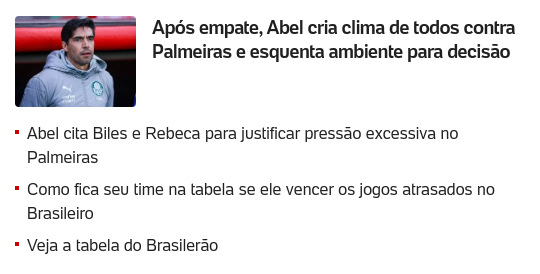 Após empate, Abel cria clima de todos contra
Palmeiras e esquenta ambiente para decisão
Abel cita Biles e Rebeca para justificar pressão excessiva no
Palmeiras
Como fica seu time na tabela se ele vencer os jogos atrasados no
Brasileiro
Veja a tabela do Brasilerão